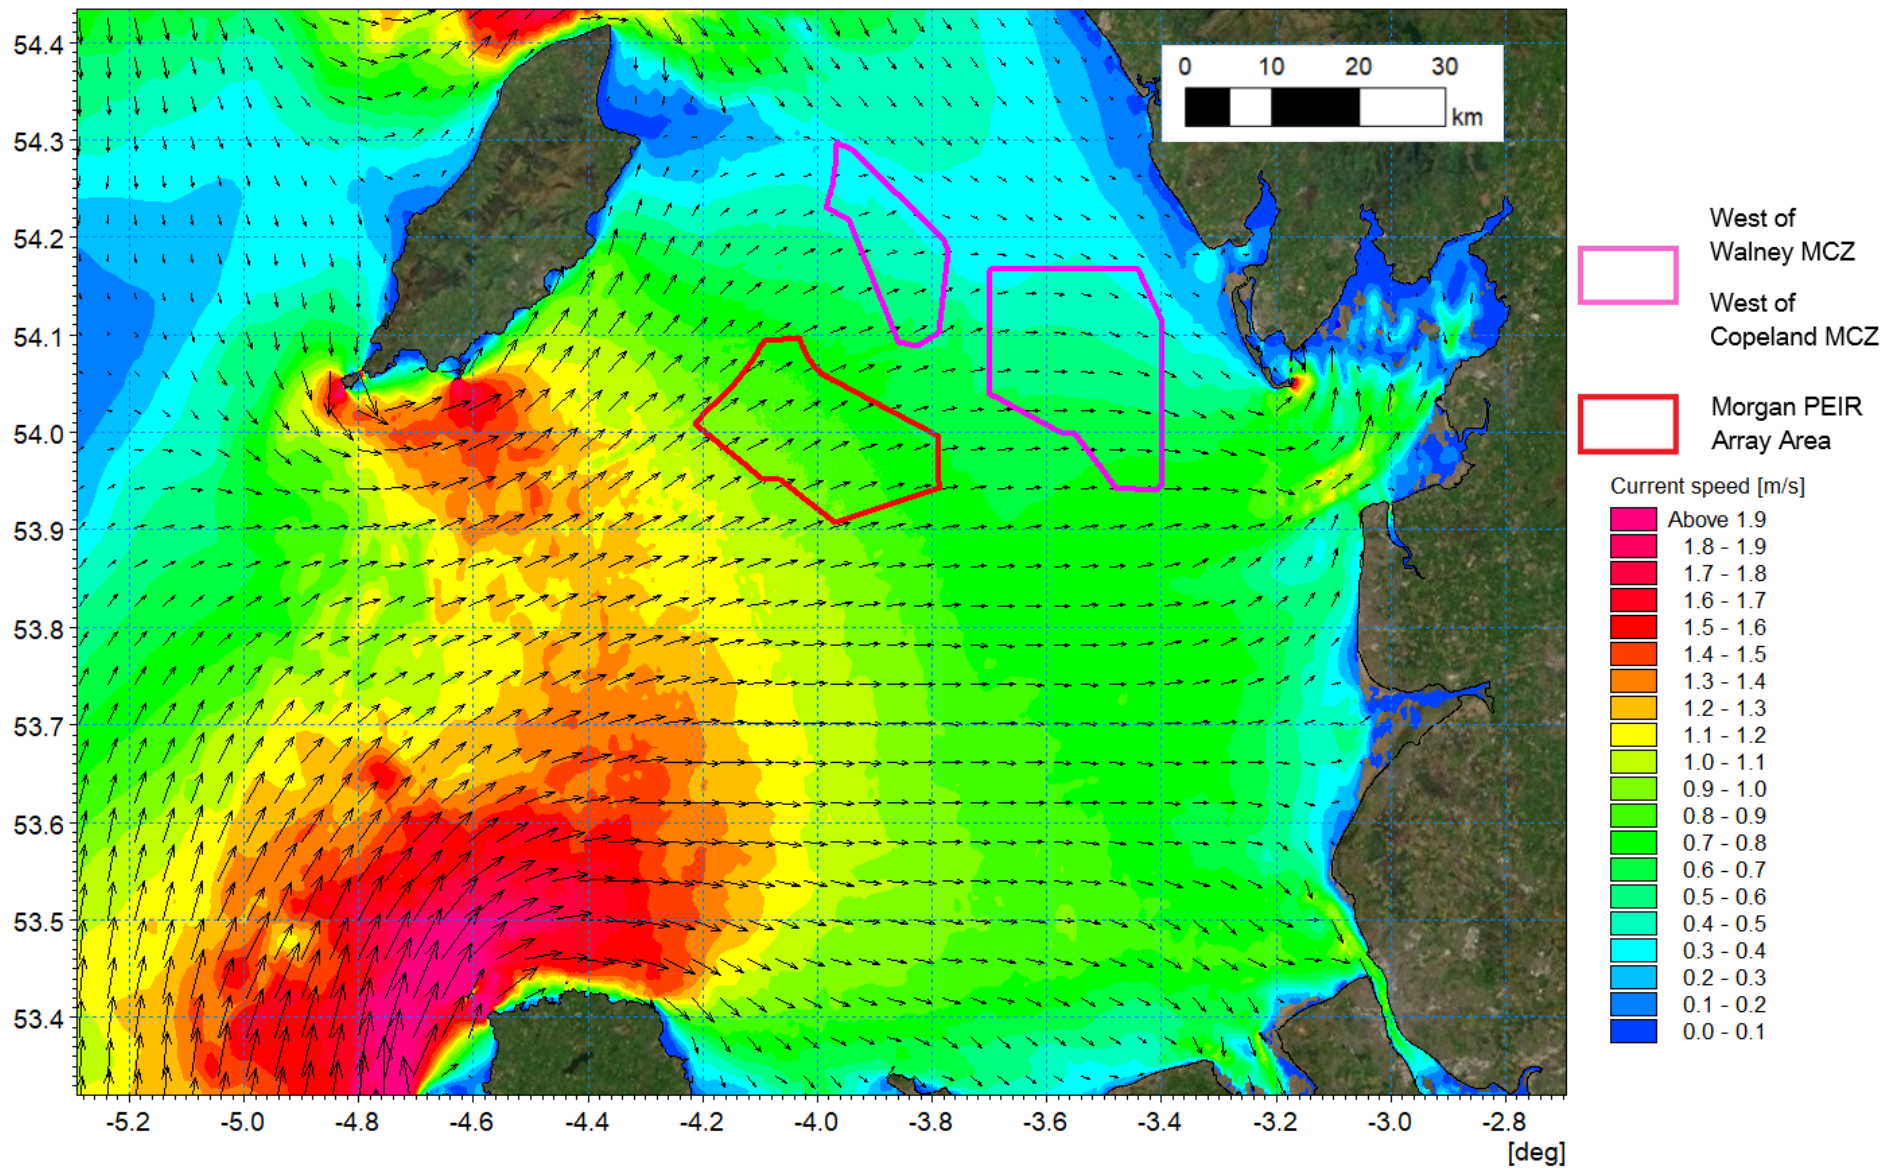 54.4
54.3
54.2
54.1
54.0
53.9
53.8
53.7
53.6
53.5
53.4
-5.2 -5.0 -4.8 -4.6 -4.4 -4.2 -4.0 -3.8 -3.6 -3.4 -3.2 -3.0 -2.8
[deg]
0 10 20 30
km
West of
Walney MCZ
West of
Copeland MCZ
Morgan PEIR
Array Area
Current speed [m/s]
Above 1.9
1.8 - 1.9
1.7 - 1.8
1.6 - 1.7
1.5 - 1.6
1.4 - 1.5
1.3 - 1.4
1.2 - 1.3
1.1 - 1.2
1.0 - 1.1
0.9 - 1.0
0.8 - 0.9
0.7 - 0.8
0.6 - 0.7
0.5 - 0.6
0.4 - 0.5
0.3 - 0.4
0.2 - 0.3
0.1 - 0.2
0.0 - 0.1